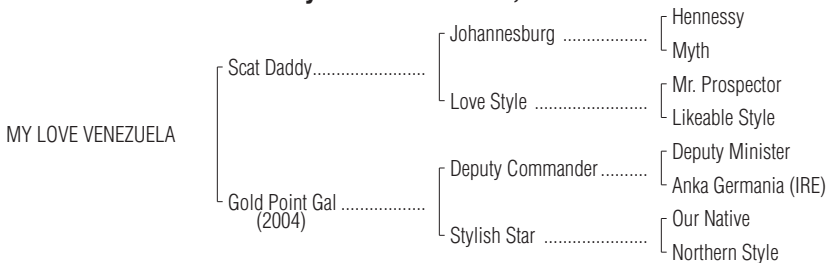 Hennessy
Johannesburg ..................
Myth
Scat Daddy........................
Mr. Prospector
Love Style ........................
Likeable Style
MY LOVE VENEZUELA
Deputy Minister
Deputy Commander..........
Anka Germania (IRE)
Gold Point Gal ..................
(2004)
Our Native
Stylish Star ......................
Northern Style